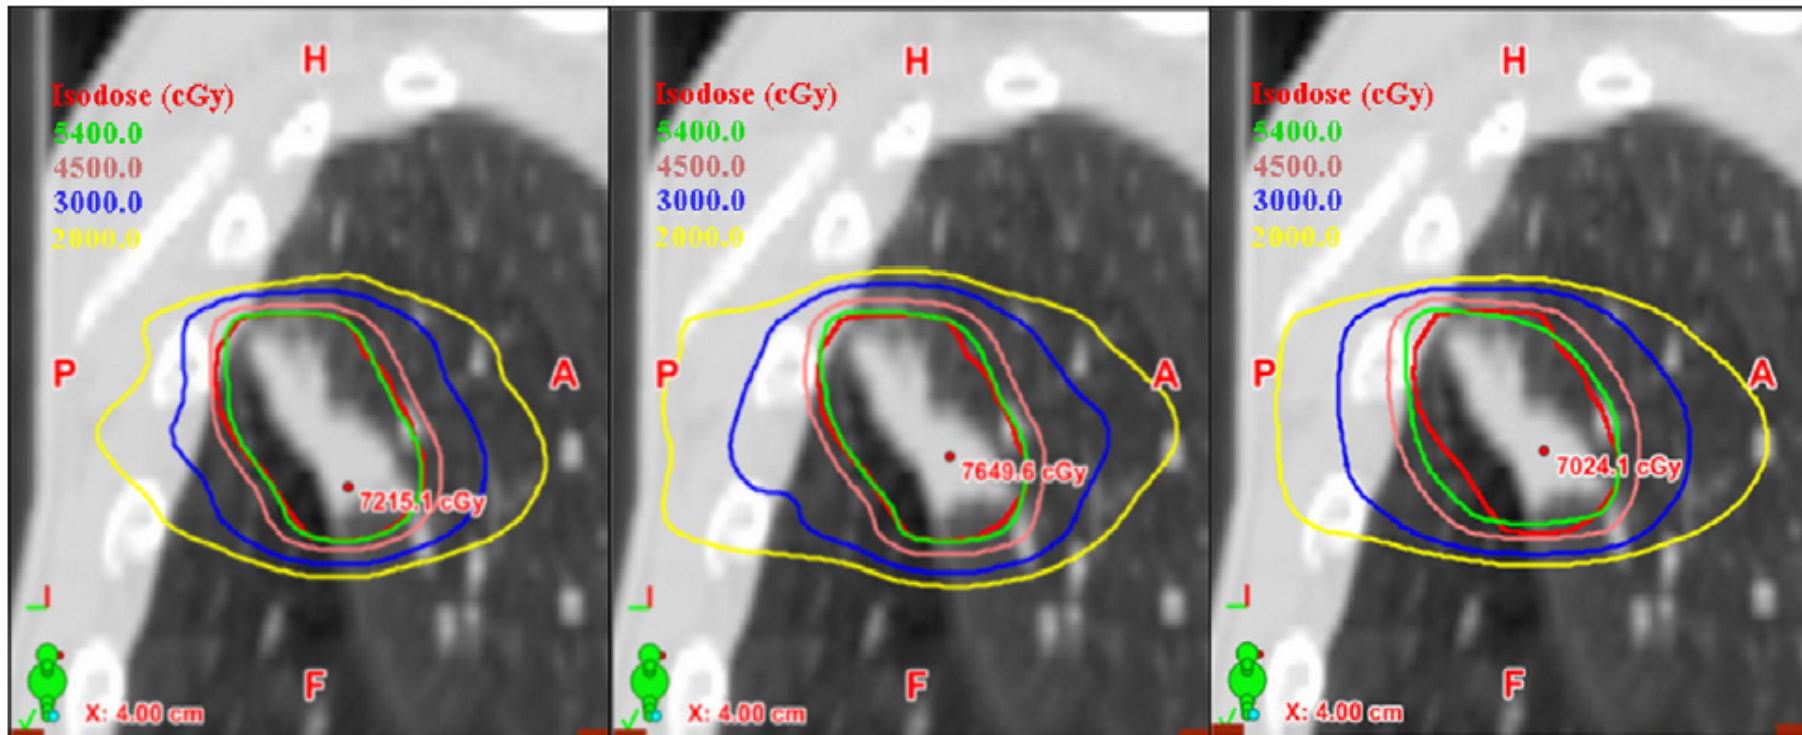 H
Isodose (cGy)
5400.0
4500.0
3000.0
2000.0
P
A
7215.1 cGy
F
X: 4.00 cm
H
Isodose (cGy)
5400.0
4500.0
3000.0
2000.0
P
A
7649.6 cGy
F
X: 4.00 cm
H
Isodose (cGy)
5400.0
4500.0
3000.0
2000.0
P
A
7024.1 cGy
F
X: 4.00 cm